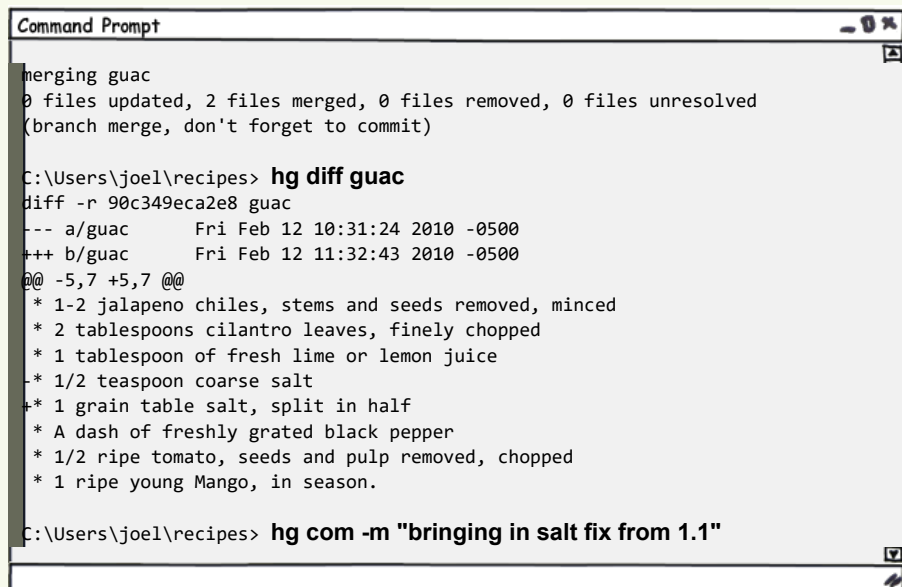 Command Prompt
merging guac
0 files updated, 2 files merged, 0 files removed, 0 files unresolved
(branch merge, don't forget to commit)
C:\Users\joel\recipes> hg diff guac
diff -r 90c349eca2e8 guac
--- a/guac Fri Feb 12 10:31:24 2010 -0500
+++ b/guac Fri Feb 12 11:32:43 2010 -0500
@@ -5,7 +5,7 @@
* 1-2 jalapeno chiles, stems and seeds removed, minced
* 2 tablespoons cilantro leaves, finely chopped
* 1 tablespoon of fresh lime or lemon juice
-* 1/2 teaspoon coarse salt
+* 1 grain table salt, split in half
* A dash of freshly grated black pepper
* 1/2 ripe tomato, seeds and pulp removed, chopped
* 1 ripe young Mango, in season.
C:\Users\joel\recipes> hg com -m "bringing in salt fix from 1.1"